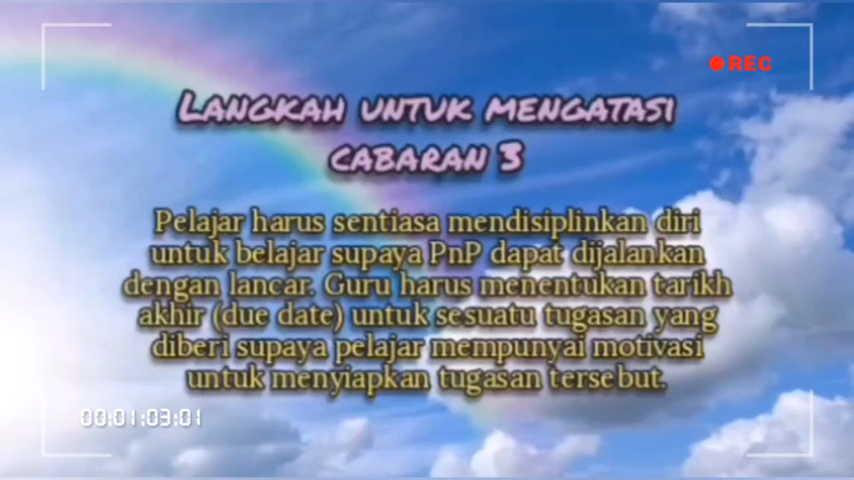 REC
LANGKAH UNTUK MENGATASI
CABARAN 3
Pelajar harus sentiasa mendisiplinkan diri
untuk belajar supaya PnP dapat dijalankan
dengan lancar. Guru harus menentukan tarikh
akhir (due date) untuk sesuatu tugasan yang
diberi supaya pelajar mempunyai motivasi
untuk menyiapkan tugasan tersebut.
00:01:03:01